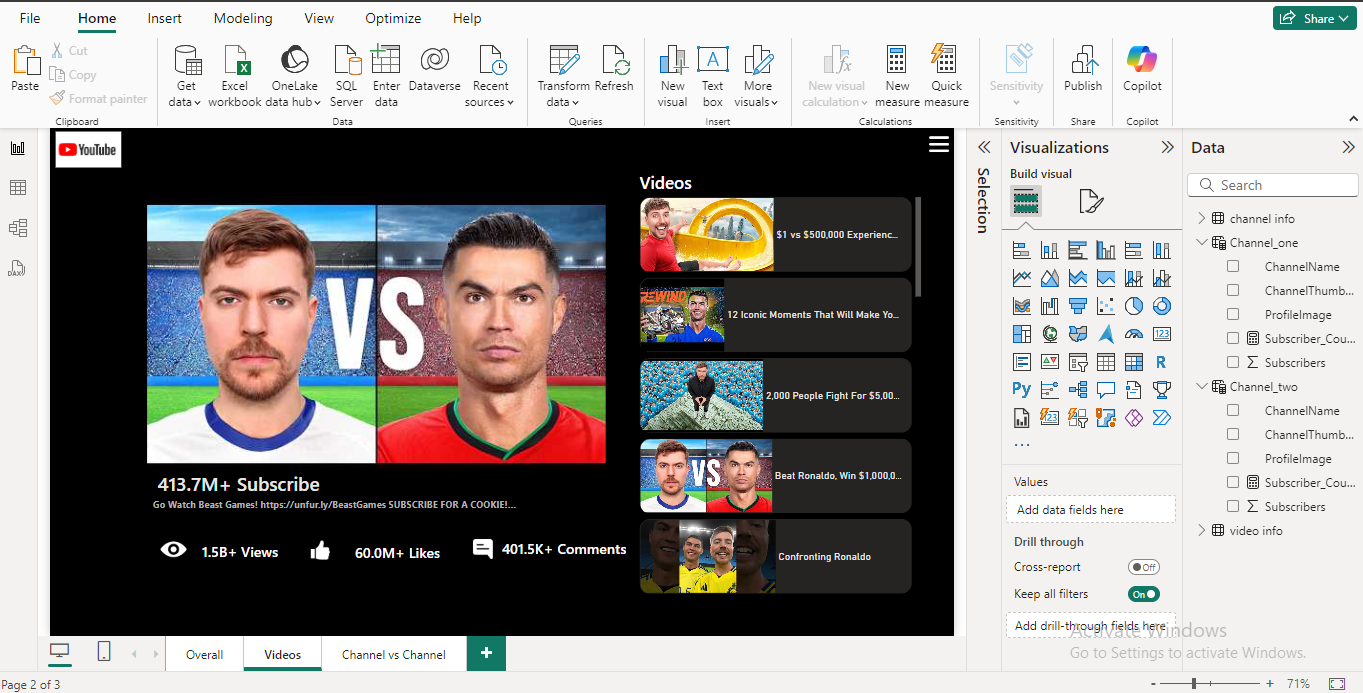 File Home Insert Modeling View Optimize Help
Share
Paste
Cut
Copy
Format painter
Get data
Excel workbook
OneLake data hub
SQL Server
Enter data
Dataverse
Recent sources
Transform data
Refresh
New visual
Text box
More visuals
New visual calculation
New measure
Quick measure
Sensitivity
Publish
Copilot
Clipboard
Data
Queries
Insert
Calculations
Sensitivity
Share
Copilot
YouTube
VS
413.7M+ Subscribe
Go Watch Beast Games! https://unfur.ly/BeastGames SUBSCRIBE FOR A COOKIE!...
1.5B+ Views
60.0M+ Likes
401.5K+ Comments
Videos
$1 vs $500,000 Experienc...
REWIND
12 Iconic Moments That Will Make Yo...
2,000 People Fight For $5,00...
VS
Beat Ronaldo, Win $1,000,0...
Confronting Ronaldo
Selection
Visualizations
Build visual
123
R
Py
123
...
Values
Add data fields here
Drill through
Cross-report
Off
Keep all filters
On
Add drill-through fields here
Data
Search
channel info
Channel_one
ChannelName
ChannelThumb...
ProfileImage
Subscriber_Cou...
Subscribers
Channel_two
ChannelName
ChannelThumb...
ProfileImage
Subscriber_Cou...
Subscribers
video info
Activate Windows
Go to Settings to activate Windows.
Overall
Videos
Channel vs Channel
+
Page 2 of 3
- + 71%